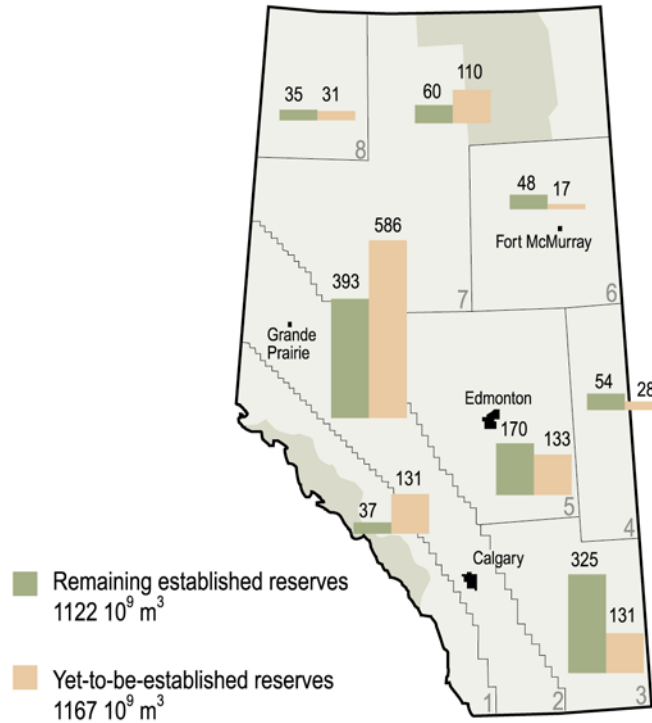 35 31
8
60 110
48 17
Fort McMurray
6
7
393 586
Grande
Prairie
54 28
4
Edmonton
170 133
5
37 131
Calgary
325 131
1 2 3
Remaining established reserves
1122 10⁹ m³
Yet-to-be-established reserves
1167 10⁹ m³